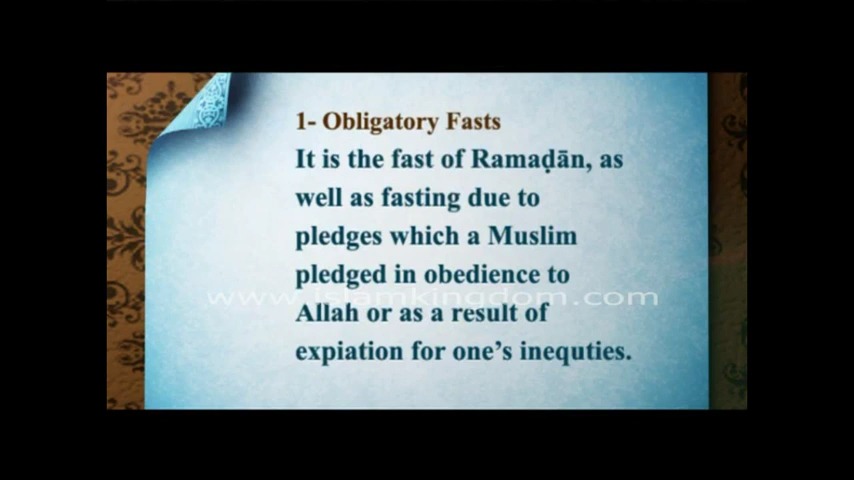 1- Obligatory Fasts
It is the fast of Ramaḍān, as
well as fasting due to
pledges which a Muslim
pledged in obedience to
www.islamkingdom.com
Allah or as a result of
expiation for one’s inequties.